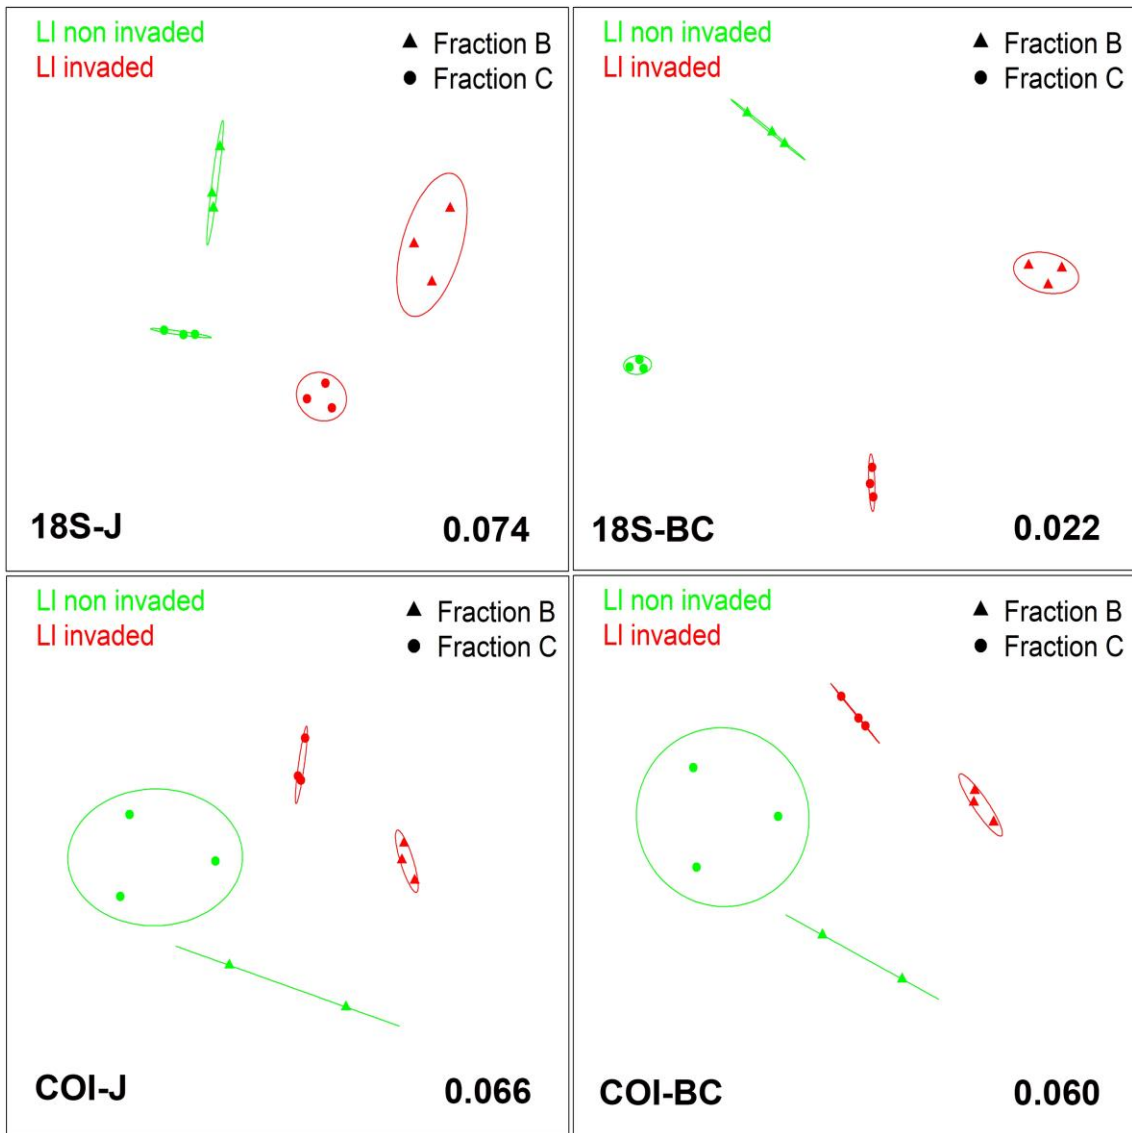 LI non invaded
LI invaded
Fraction B
Fraction C
18S-J
0.074
LI non invaded
LI invaded
Fraction B
Fraction C
18S-BC
0.022
LI non invaded
LI invaded
Fraction B
Fraction C
COI-J
0.066
LI non invaded
LI invaded
Fraction B
Fraction C
COI-BC
0.060